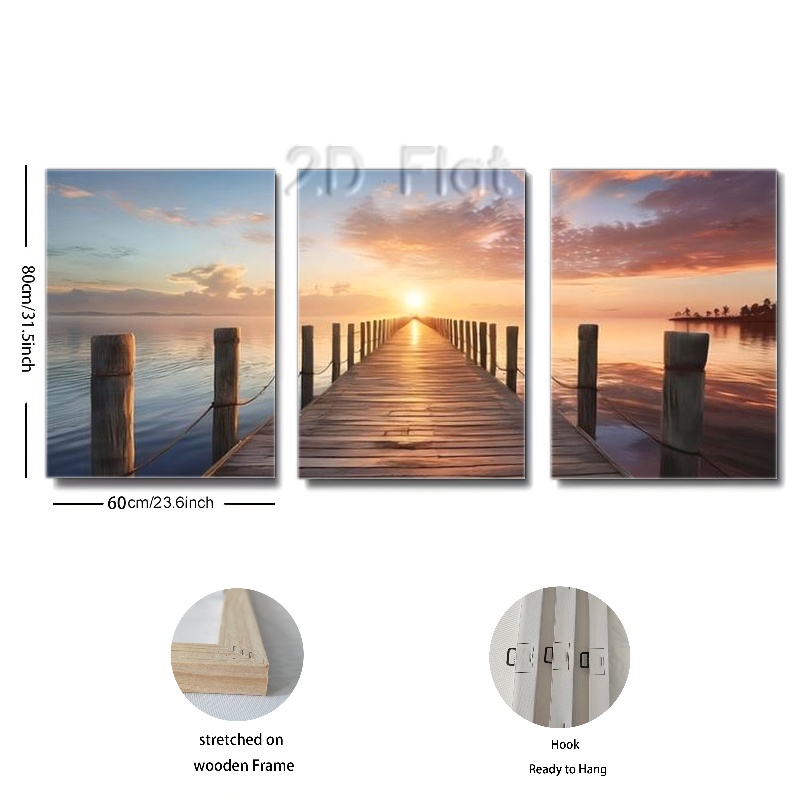 2D Flat
80cm/31.5inch
60cm/23.6inch
stretched on
wooden Frame
Hook
Ready to Hang